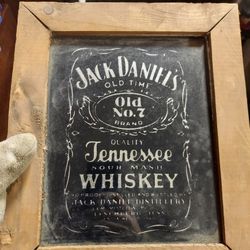 JACK DANIEL'S
OLD TIME
Old
No. 7
BRAND
QUALITY
Tennessee
SOUR MASH
WHISKEY
JACK DANIEL DISTILLERY